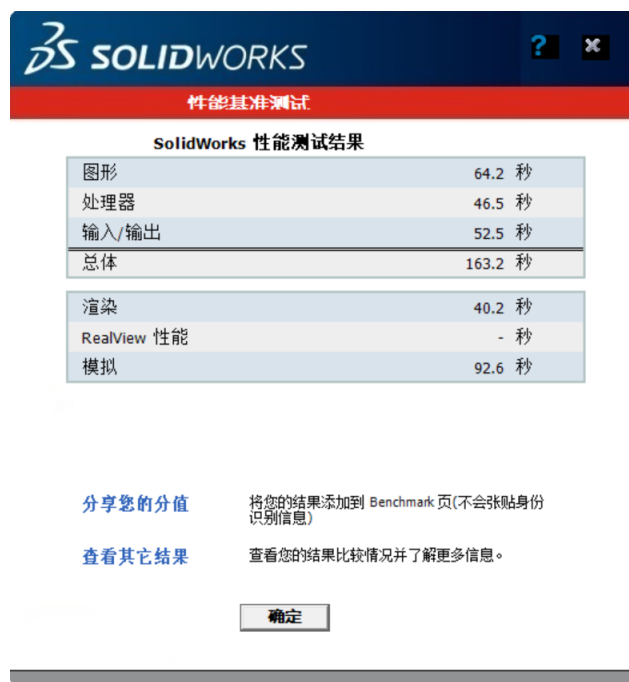 SOLIDWORKS
性能基准测试
SolidWorks 性能测试结果
图形 64.2 秒
处理器 46.5 秒
输入/输出 52.5 秒
总体 163.2 秒
渲染 40.2 秒
RealView 性能 - 秒
模拟 92.6 秒
分享您的分值 将您的结果添加到 Benchmark 页(不会张贴身份
识别信息)
查看其它结果 查看您的结果比较情况并了解更多信息。
确定